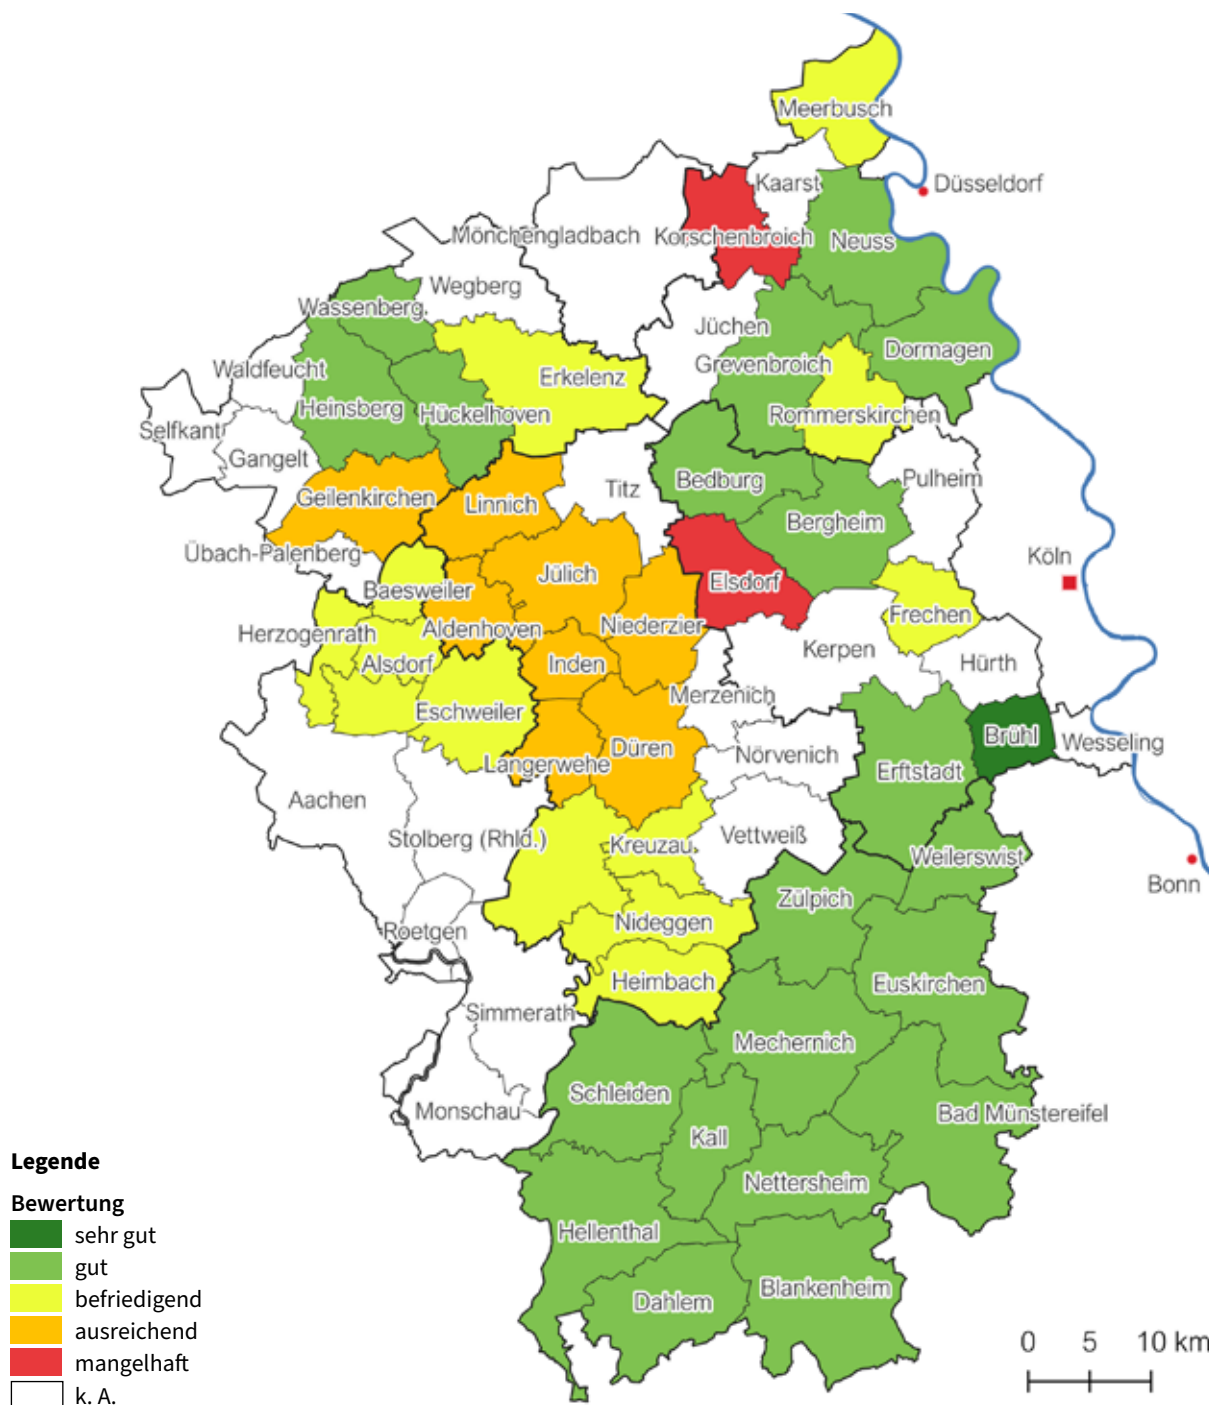 Meerbusch
Kaarst
Düsseldorf
Mönchengladbach
Korschenbroich
Neuss
Wegberg
Wassenberg
Jüchen
Dormagen
Grevenbroich
Waldfeucht
Erkelenz
Heinsberg
Hückelhoven
Rommerskirchen
Selfkant
Gangelt
Bedburg
Pulheim
Titz
Geilenkirchen
Linnich
Bergheim
Übach-Palenberg
Köln
Jülich
Elsdorf
Baesweiler
Frechen
Herzogenrath
Aldenhoven
Niederzier
Kerpen
Alsdorf
Inden
Hürth
Merzenich
Eschweiler
Brühl
Wesseling
Düren
Nörvenich
Langerwehe
Erftstadt
Aachen
Vettweiß
Stolberg (Rhld.)
Kreuzau
Weilerswist
Bonn
Zülpich
Nideggen
Roetgen
Heimbach
Euskirchen
Simmerath
Mechernich
Schleiden
Monschau
Bad Münstereifel
Kall
Nettersheim
Hellenthal
Blankenheim
Dahlem
Legende
Bewertung
sehr gut
gut
befriedigend
ausreichend
mangelhaft
k. A.
0 5 10 km